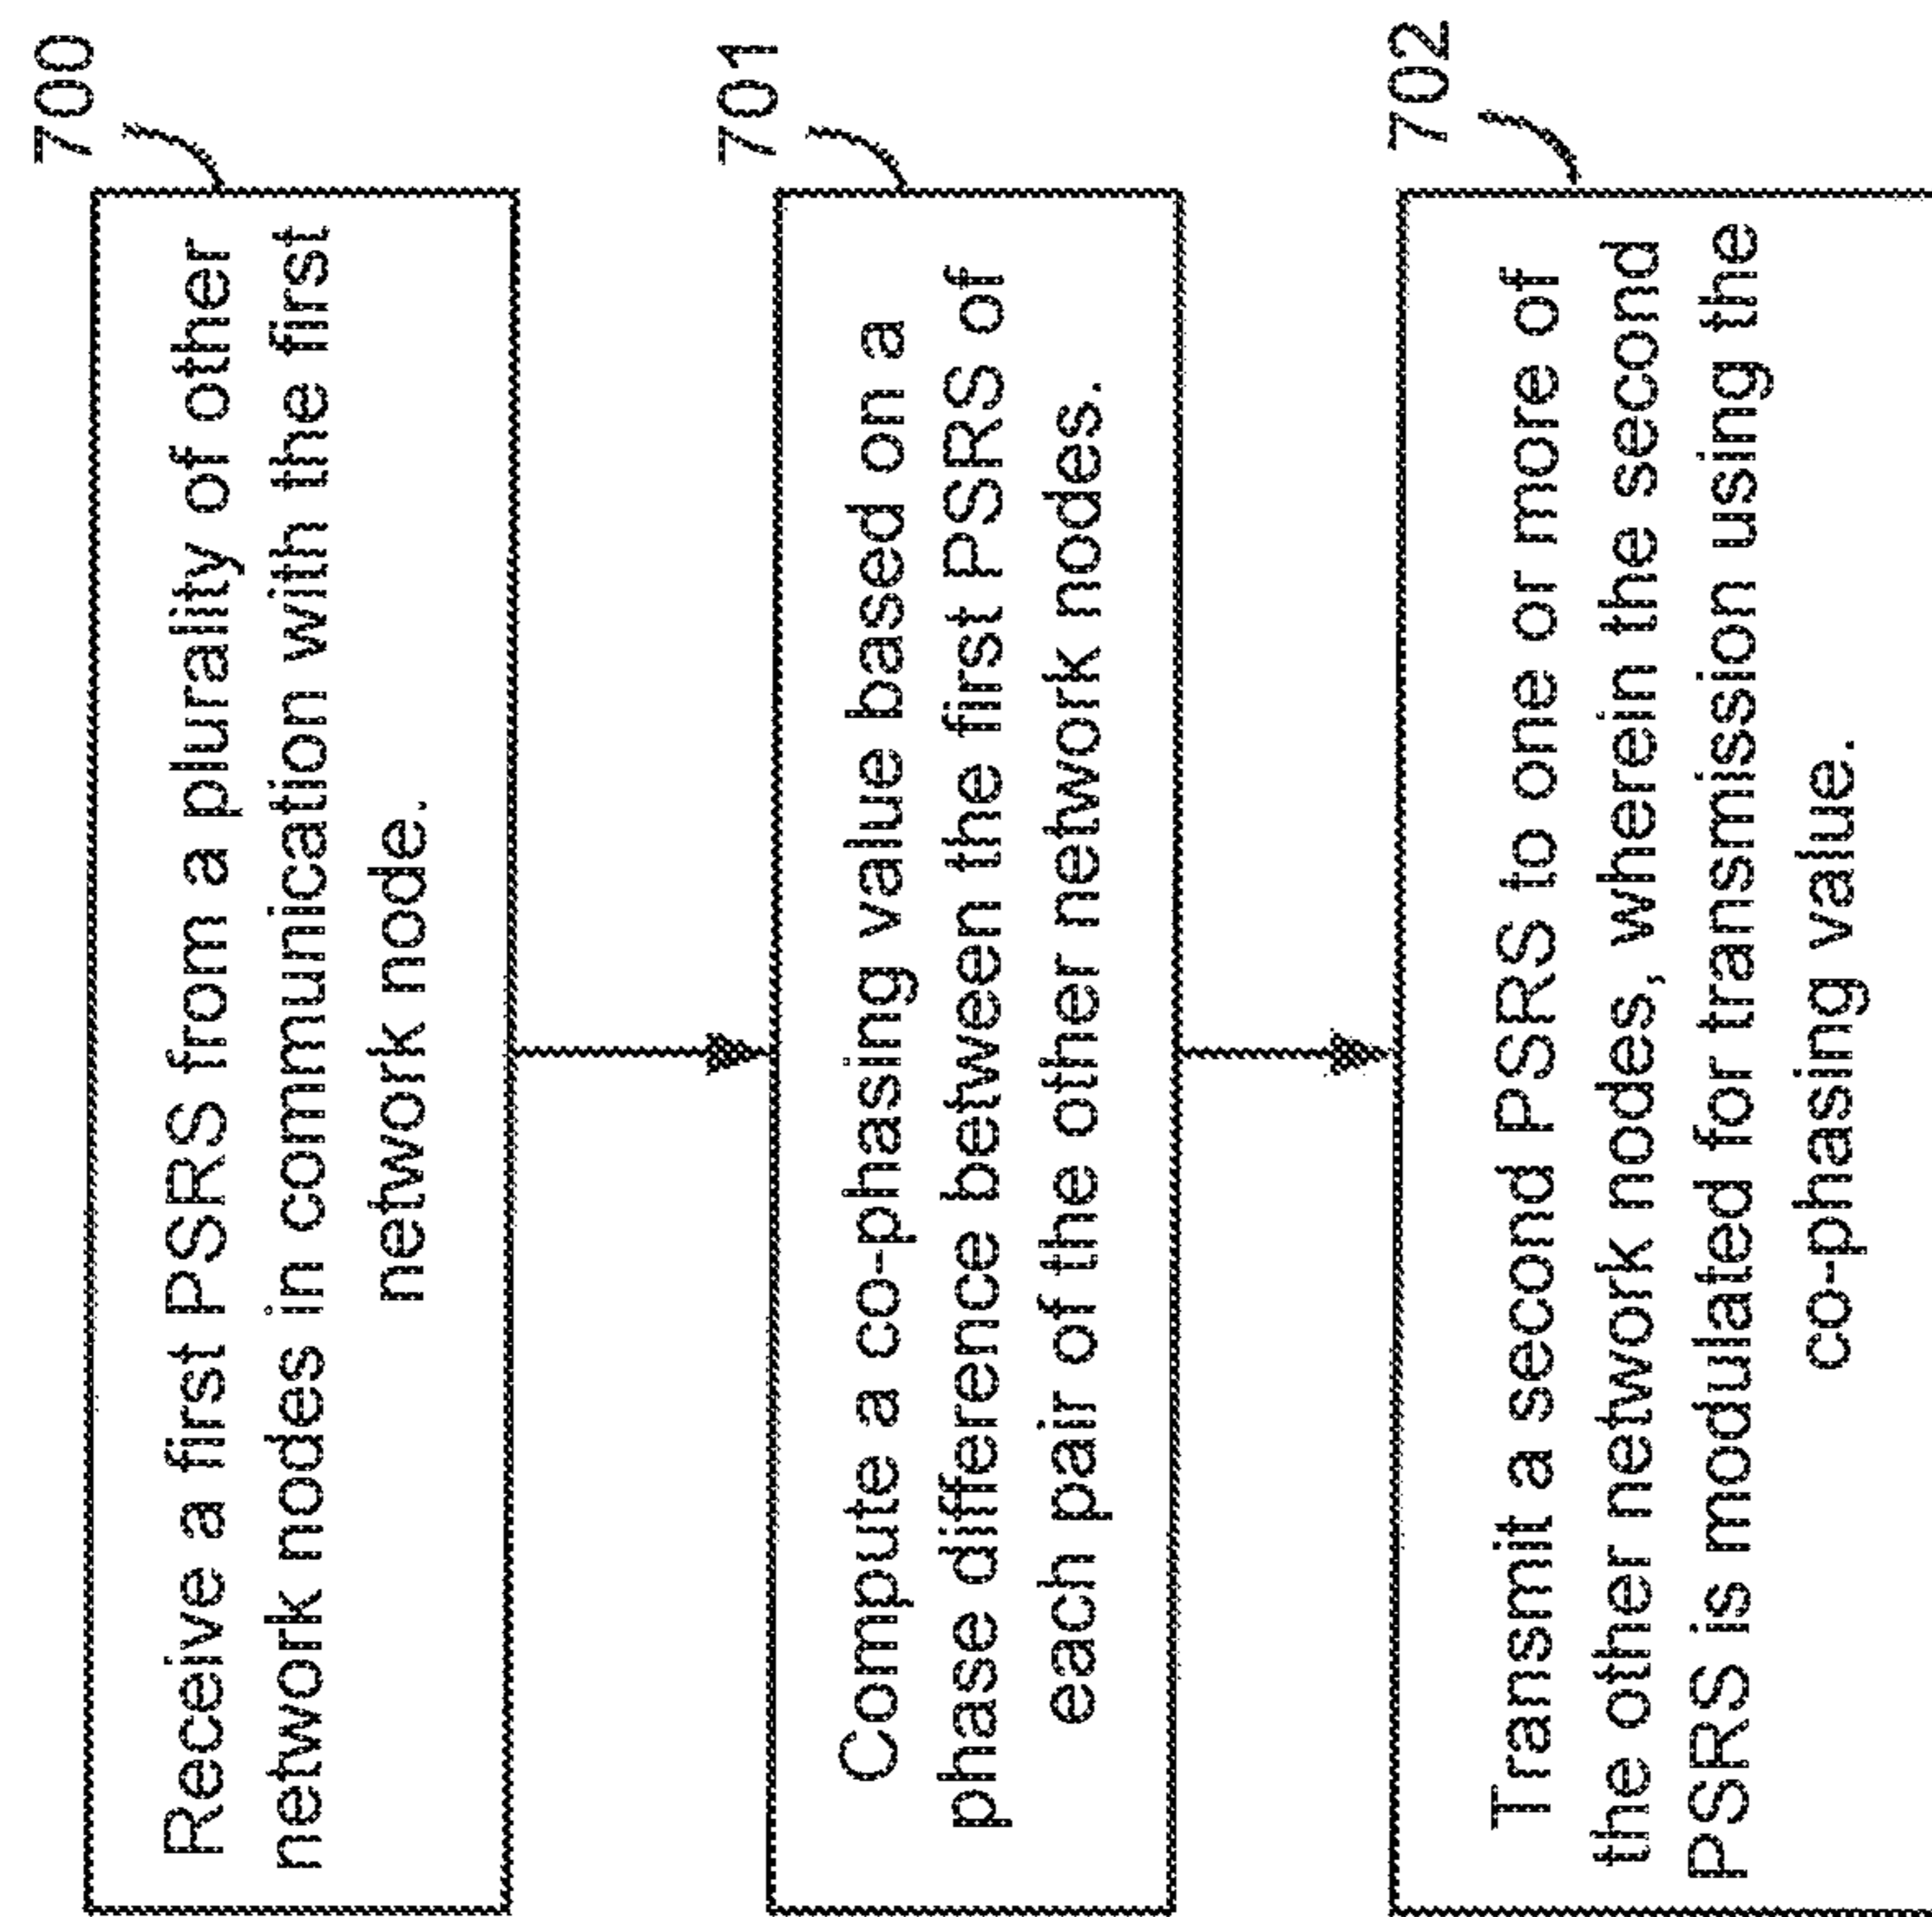 700
Receive a first PSRS from a plurality of other
network nodes in communication with the first
network node.
701
Compute a co-phasing value based on a
phase difference between the first PSRS of
each pair of the other network nodes.
702
Transmit a second PSRS to one or more of
the other network nodes, wherein the second
PSRS is modulated for transmission using the
co-phasing value.